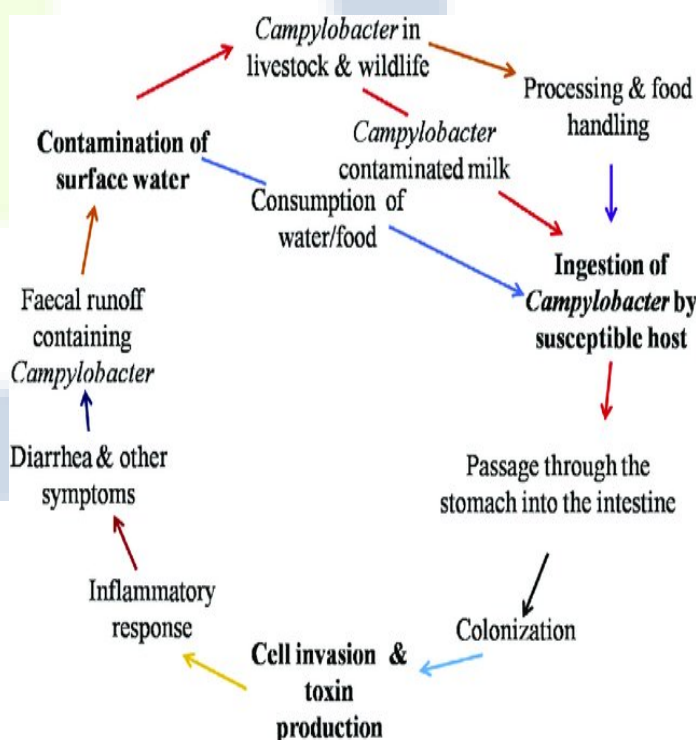 Campylobacter in
livestock & wildlife
Processing & food
handling
Campylobacter
contaminated milk
Contamination of
surface water
Consumption of
water/food
Ingestion of
Campylobacter by
susceptible host
Faecal runoff
containing
Campylobacter
Passage through the
stomach into the intestine
Diarrhea & other
symptoms
Inflammatory
response
Colonization
Cell invasion &
toxin
production